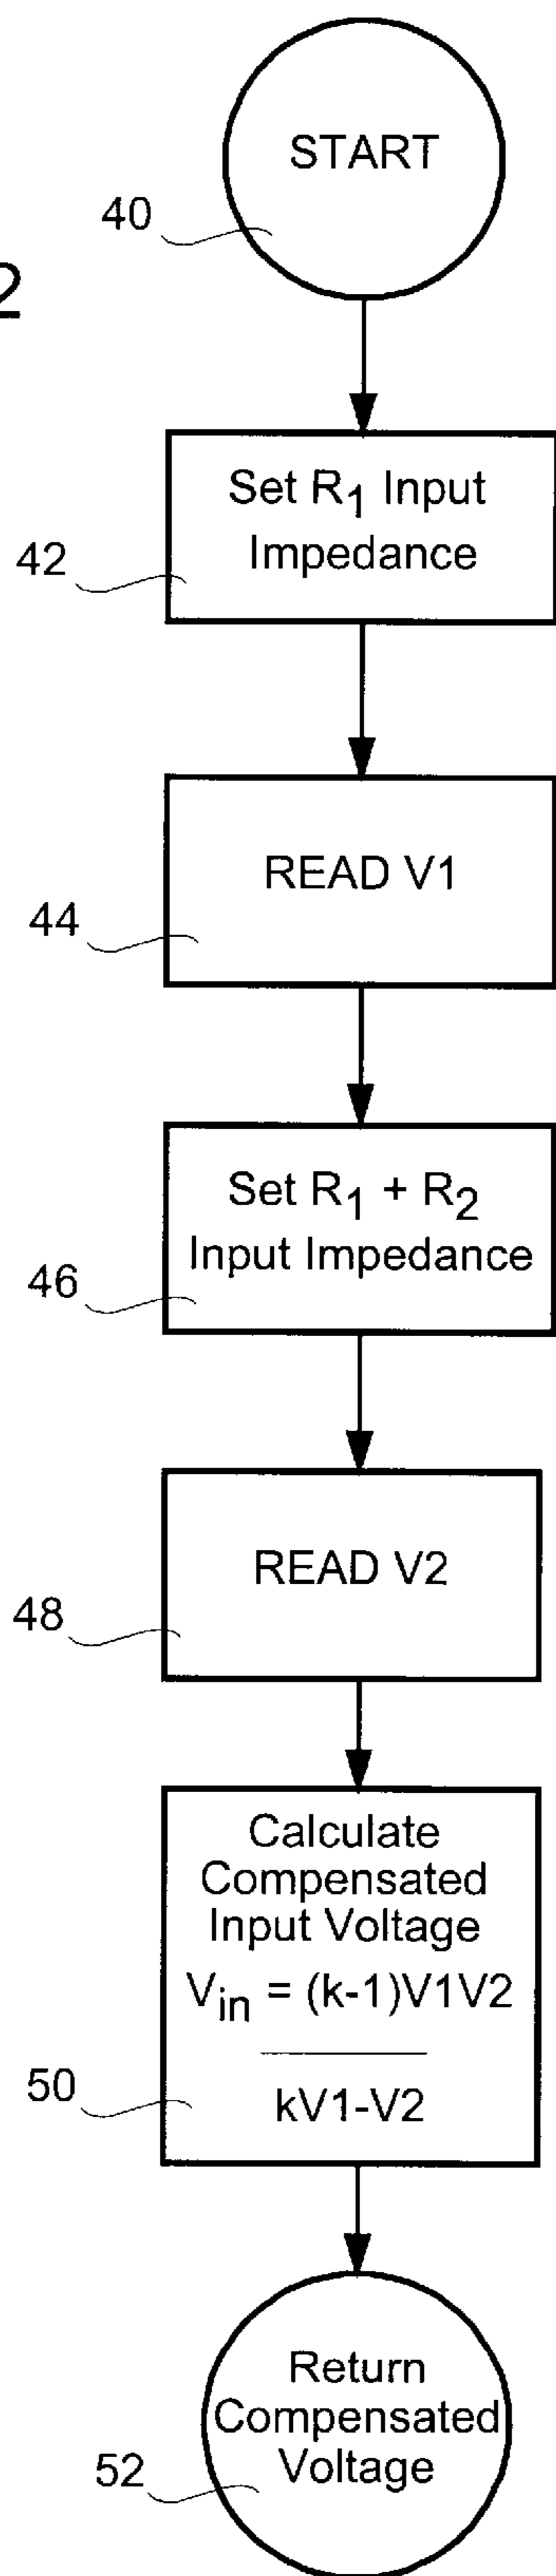 START
40
2
Set R₁ Input
Impedance
42
READ V1
44
Set R₁ + R₂
Input Impedance
46
READ V2
48
Calculate
Compensated
Input Voltage
V_in = (k-1)V1V2
kV1-V2
50
Return
Compensated
Voltage
52